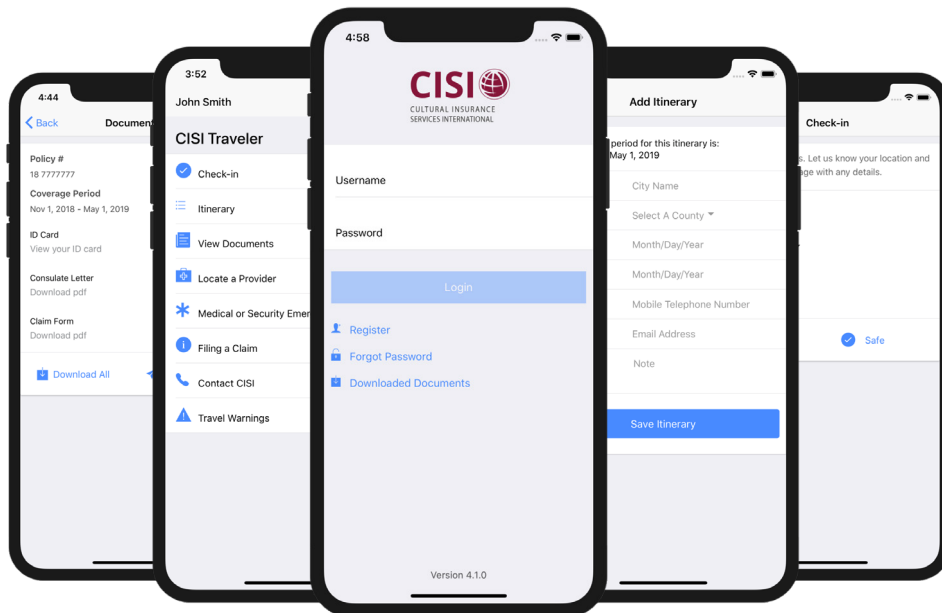 4:44
Back
Document
Policy #
18 7777777
Coverage Period
Nov 1, 2018 - May 1, 2019
ID Card
View your ID card
Consulate Letter
Download pdf
Claim Form
Download pdf
Download All
3:52
John Smith
CISI Traveler
Check-in
Itinerary
View Documents
Locate a Provider
Medical or Security Emer
Filing a Claim
Contact CISI
Travel Warnings
4:58
CISI
CULTURAL INSURANCE
SERVICES INTERNATIONAL
Username
Password
Login
Register
Forgot Password
Downloaded Documents
Version 4.1.0
Add Itinerary
period for this itinerary is:
May 1, 2019
City Name
Select A County
Month/Day/Year
Month/Day/Year
Mobile Telephone Number
Email Address
Note
Save Itinerary
Check-in
s. Let us know your location and
age with any details.
Safe